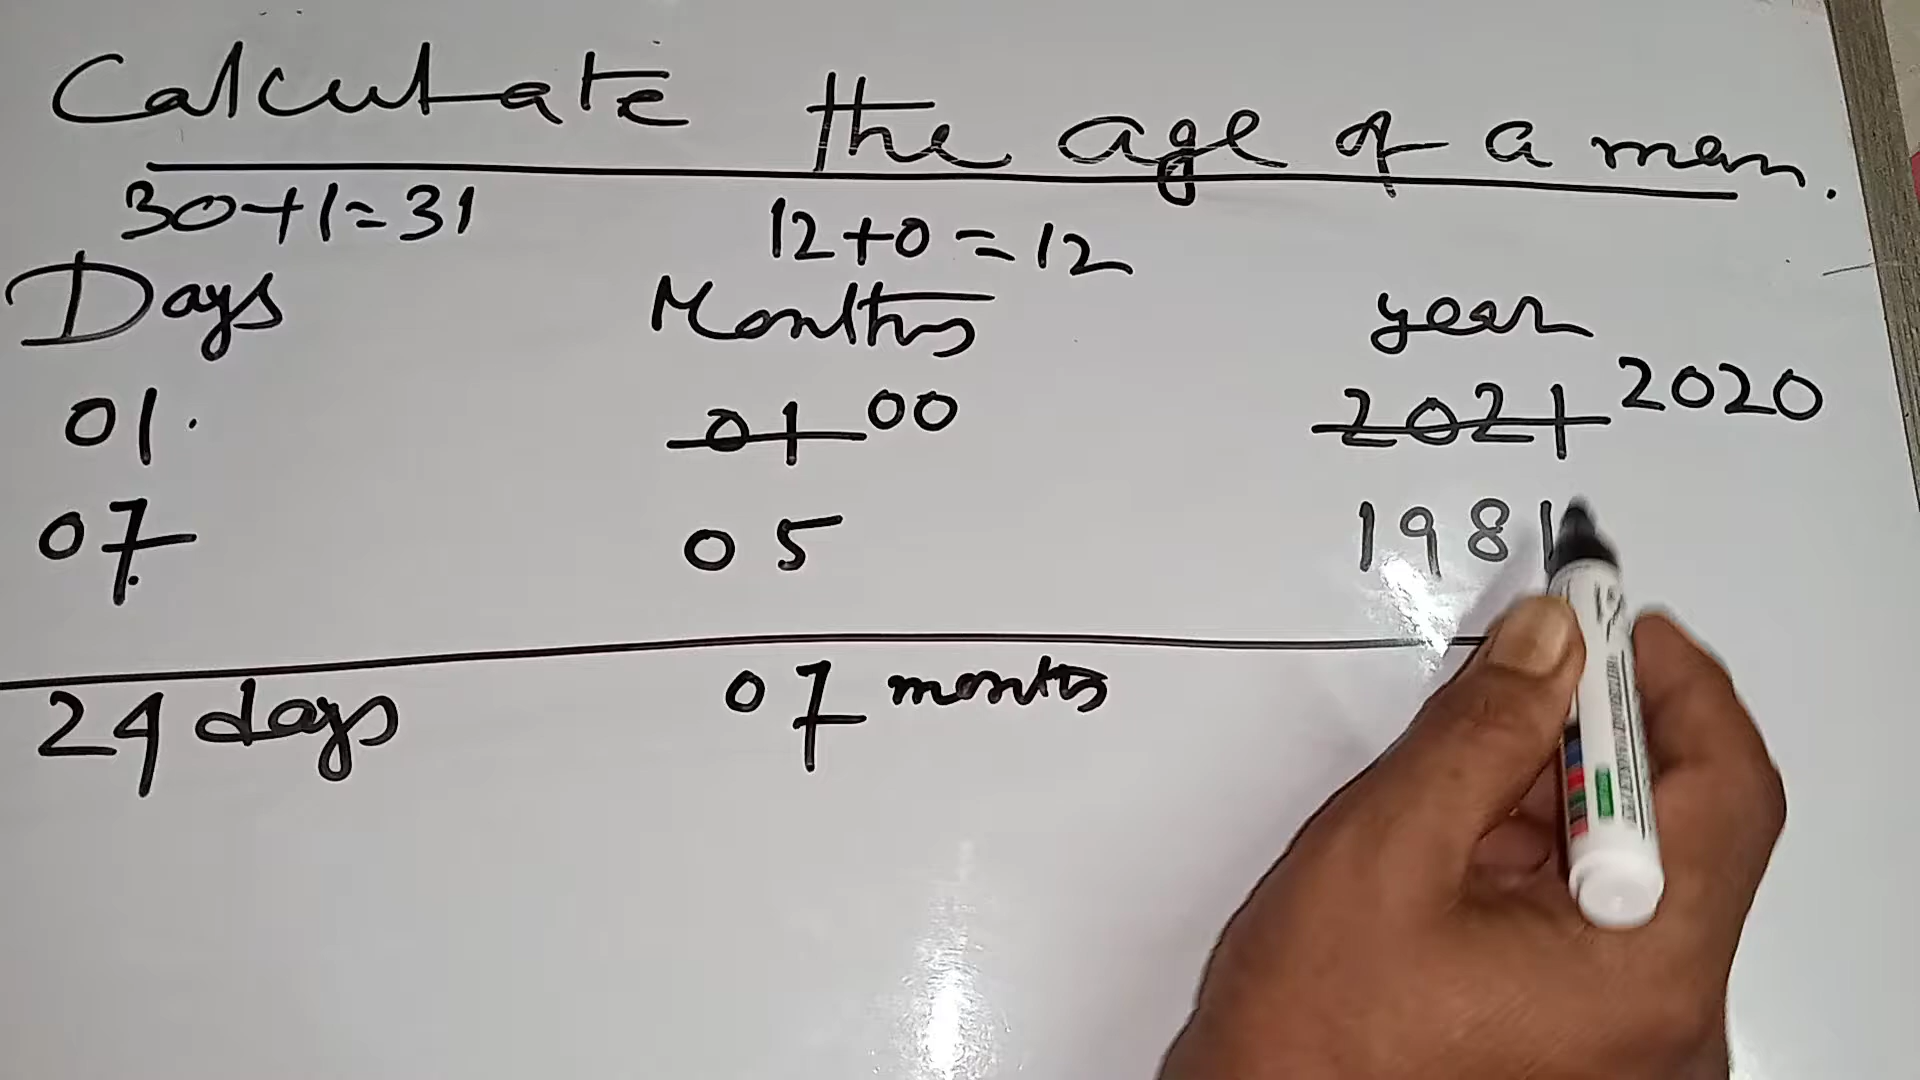 Calculate the age of a man.
30+1=31 12+0=12
Days Months year
01. 01 00 2021 2020
07 05 1981
24 days 07 months